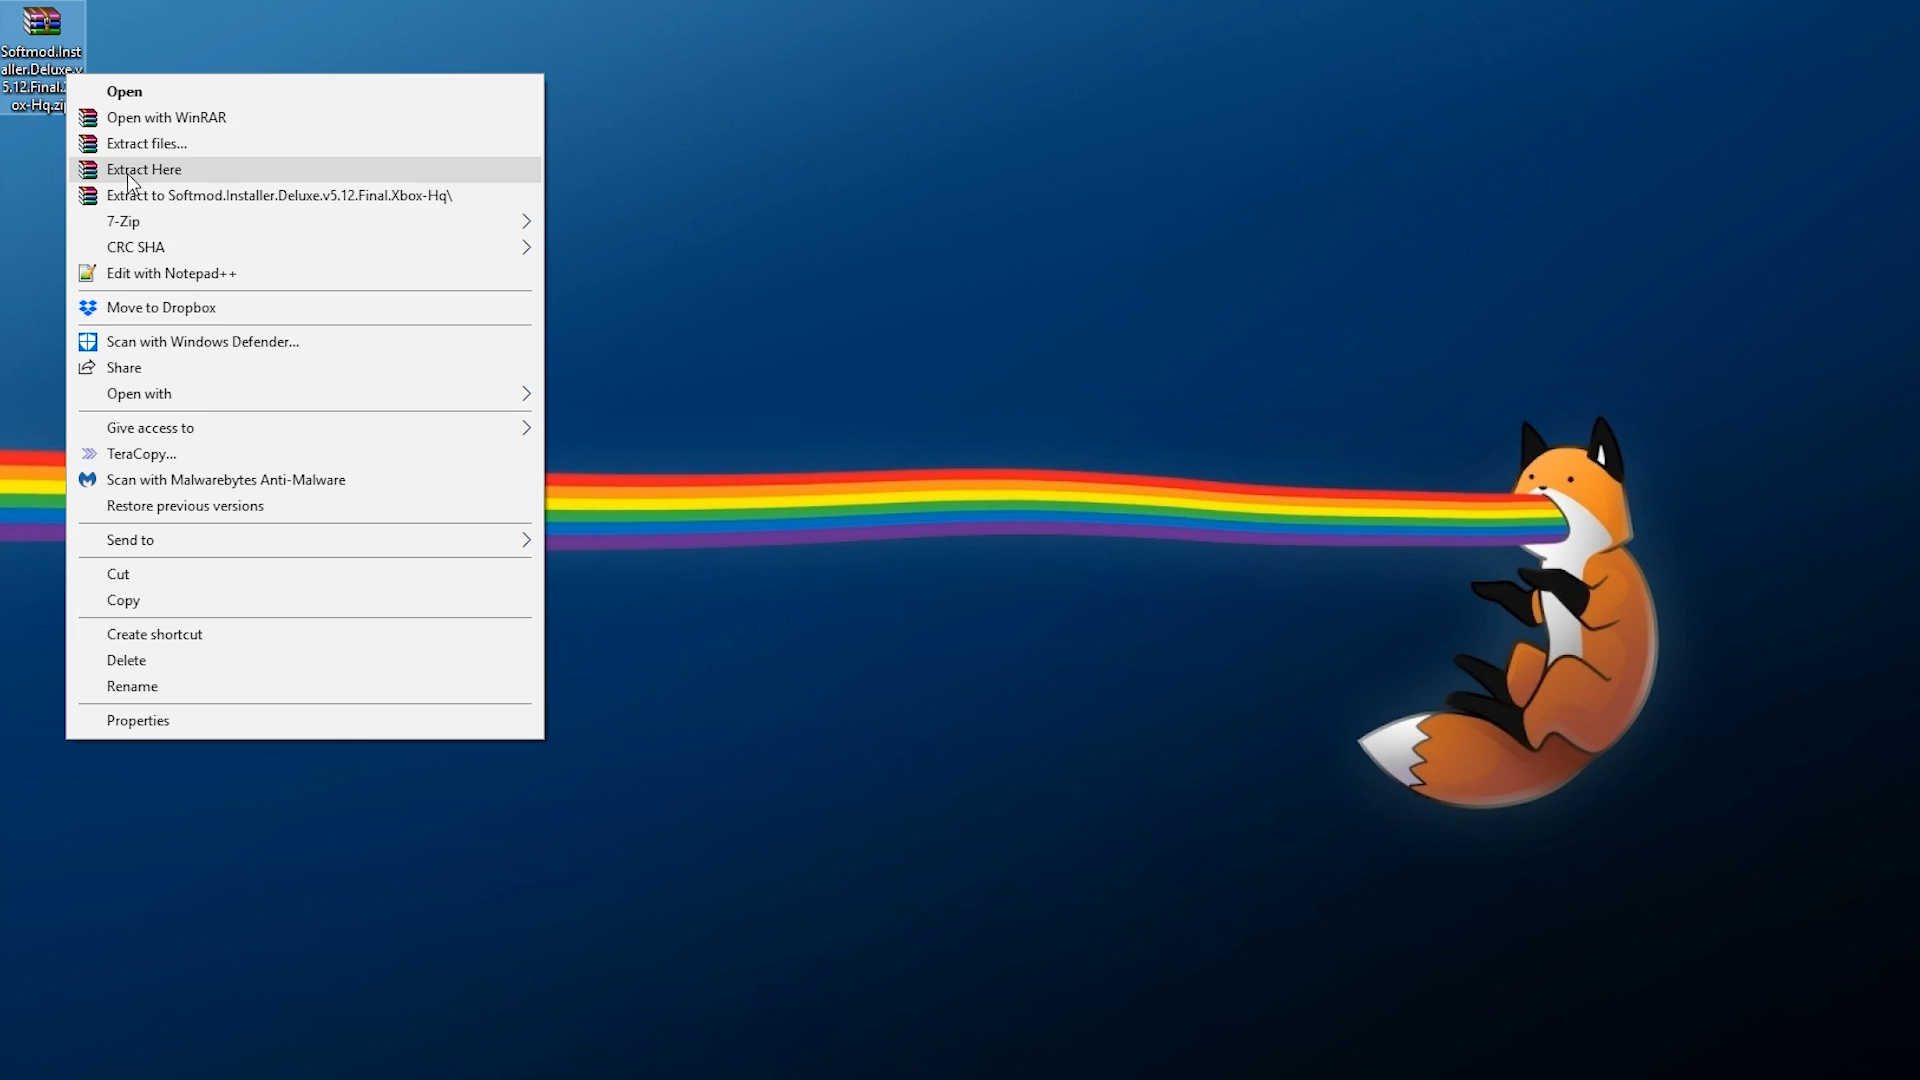 Softmod.Inst
aller.Deluxe.v
5.12.Final.
ox-Hq.zi
Open
Open with WinRAR
Extract files...
Extract Here
Extract to Softmod.Installer.Deluxe.v5.12.Final.Xbox-Hq\
7-Zip
CRC SHA
Edit with Notepad++
Move to Dropbox
Scan with Windows Defender...
Share
Open with
Give access to
TeraCopy...
Scan with Malwarebytes Anti-Malware
Restore previous versions
Send to
Cut
Copy
Create shortcut
Delete
Rename
Properties